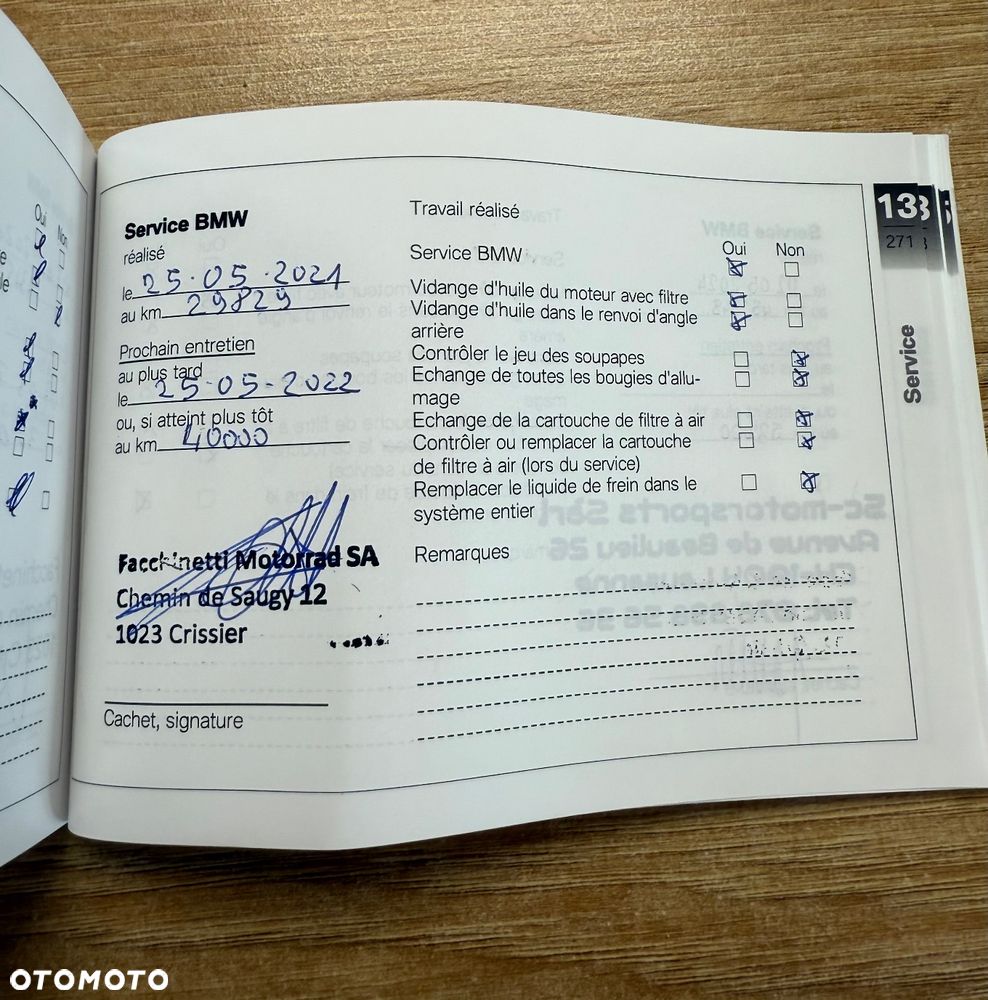 Service BMW
réalisé
le 25.05.2021
au km 29829
Prochain entretien
au plus tard
le 25.05-2022
ou, si atteint plus tôt
au km 40000
Facchinetti Motorrad SA
Chemin de Saugy 12
1023 Crissier
Cachet, signature
Travail réalisé
Oui Non
Service BMW
Vidange d'huile du moteur avec filtre
Vidange d'huile dans le renvoi d'angle
arrière
Contrôler le jeu des soupapes
Echange de toutes les bougies d'allu-
mage
Echange de la cartouche de filtre à air
Contrôler ou remplacer la cartouche
de filtre à air (lors du service)
Remplacer le liquide de frein dans le
système entier
Remarques
13
271
Service
Oui
Non
OTOMOTO